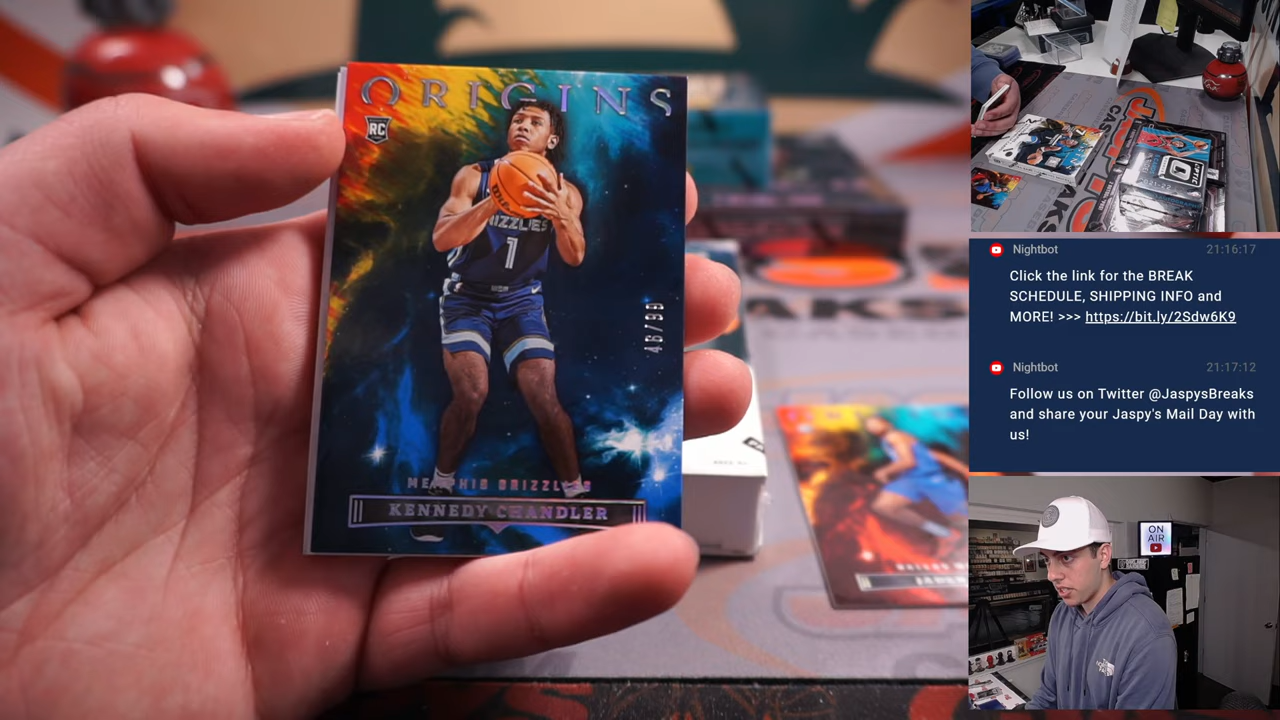 ORIGINS
RC
GRIZZLIES
1
46/99
MEMPHIS GRIZZLIES
KENNEDY CHANDLER
Nightbot 21:16:17
Click the link for the BREAK
SCHEDULE, SHIPPING INFO and
MORE! >>> https://bit.ly/2Sdw6K9
Nightbot 21:17:12
Follow us on Twitter @JaspysBreaks
and share your Jaspy's Mail Day with
us!
ON
AIR
OPTIC